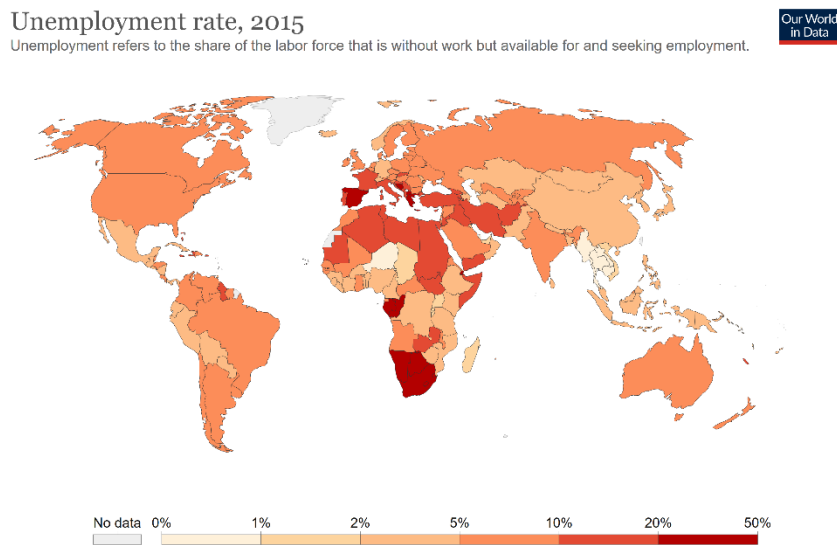 Unemployment rate, 2015
Our World
in Data
Unemployment refers to the share of the labor force that is without work but available for and seeking employment.
No data 0% 1% 2% 5% 10% 20% 50%